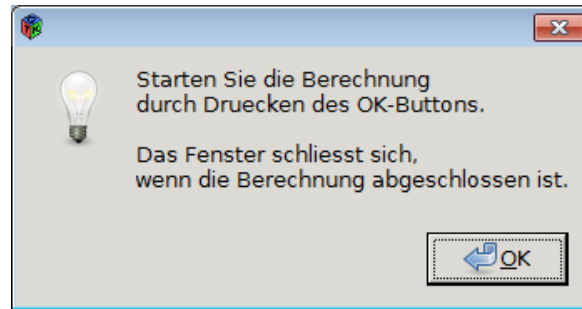 Starten Sie die Berechnung
durch Druecken des OK-Buttons.
Das Fenster schliesst sich,
wenn die Berechnung abgeschlossen ist.
OK